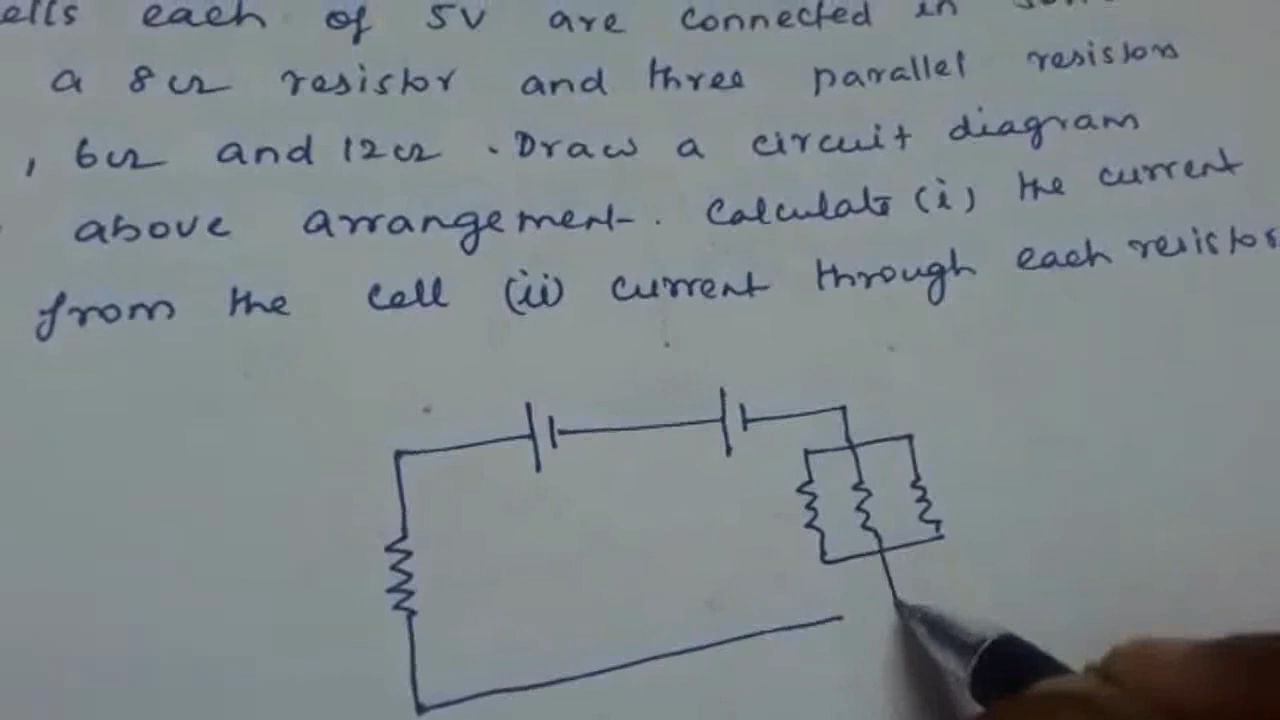 each of 5V are connected in
a 8Ω resistor and three parallel resistors
, 6Ω and 12Ω . Draw a circuit diagram
above arrangement. Calculate (i) the current
from the cell (ii) current through each resistor